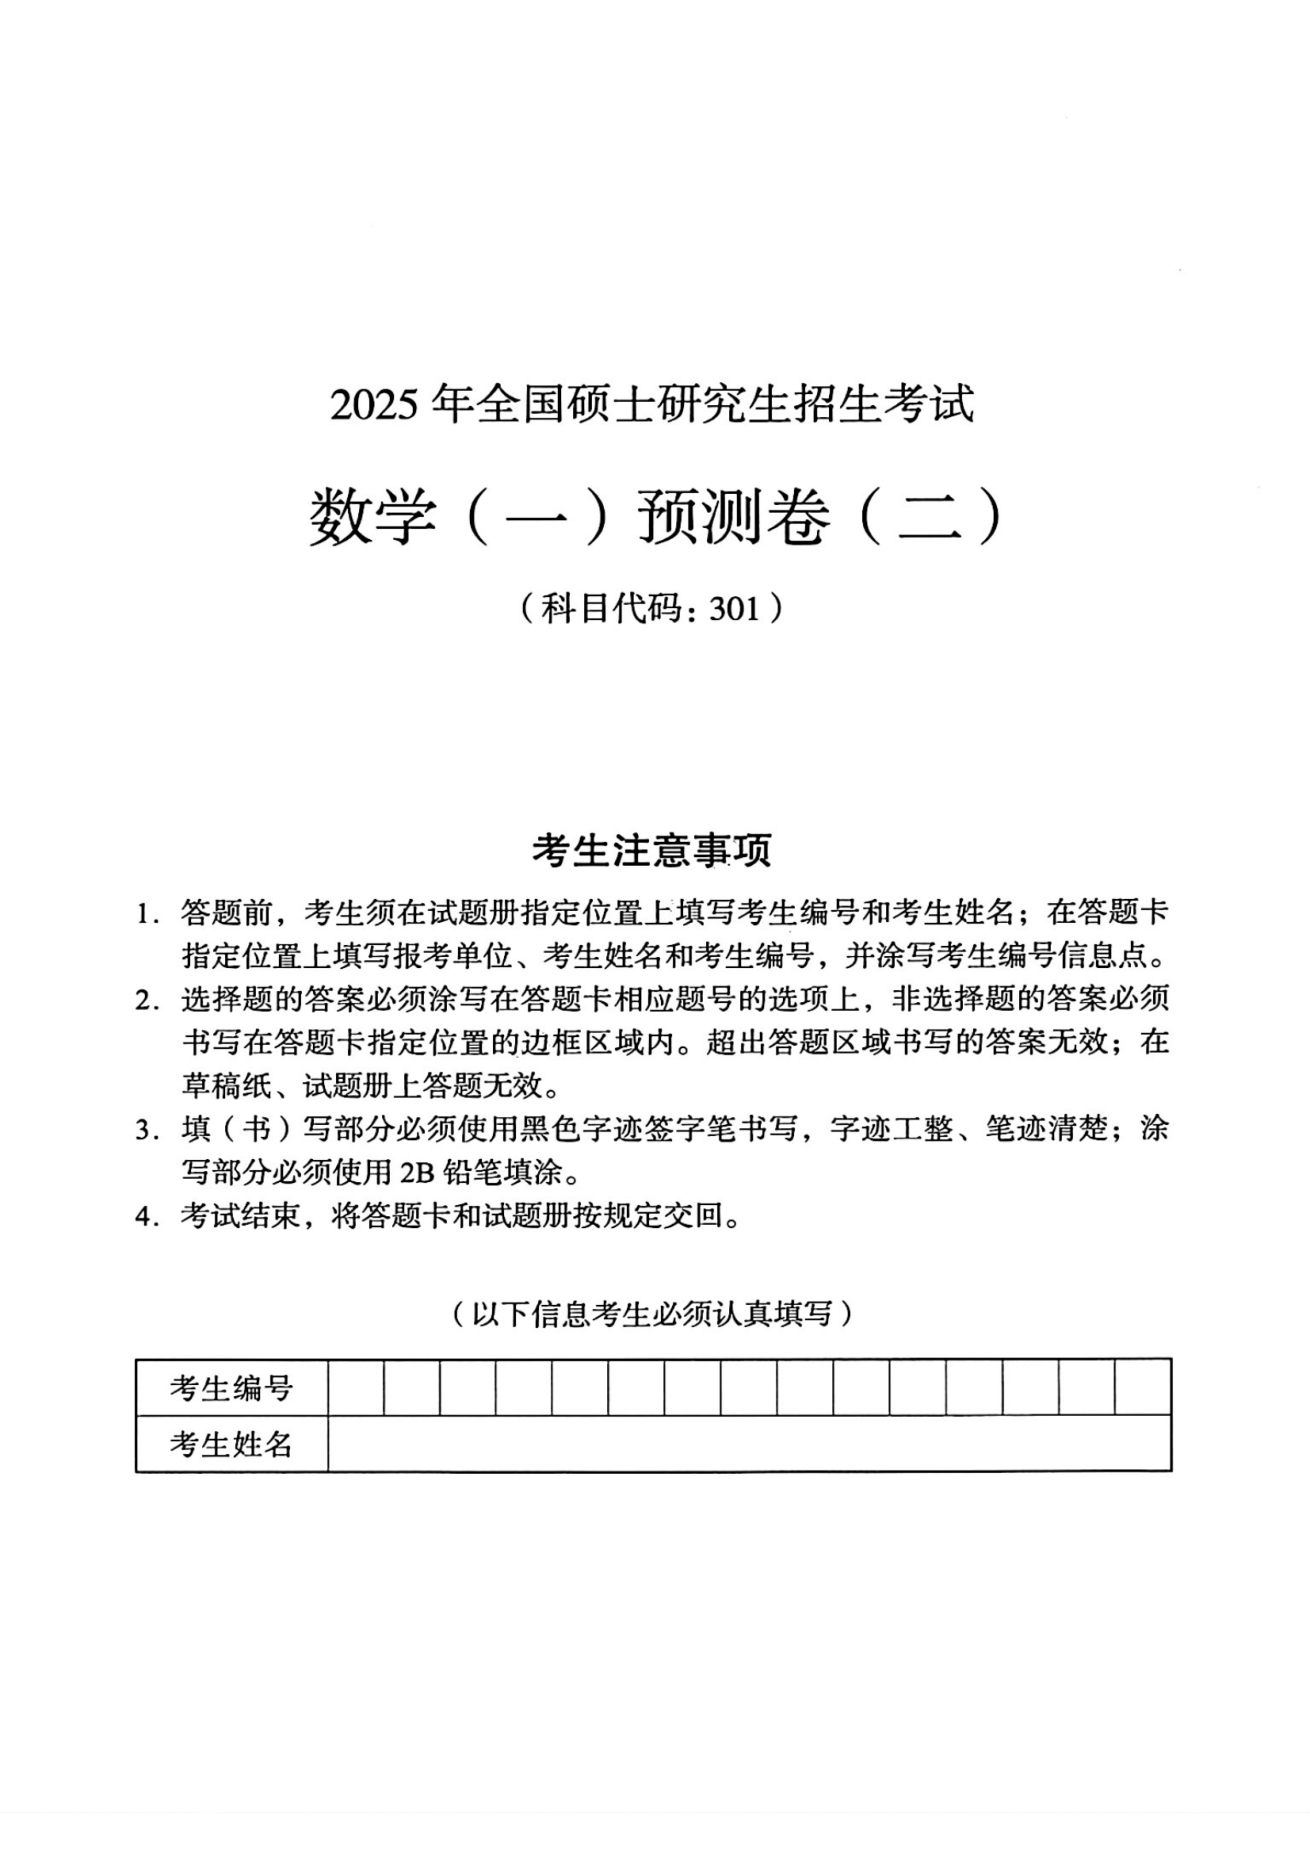 2025 年全国硕士研究生招生考试
数学（一）预测卷（二）
（科目代码：301）
考生注意事项
1. 答题前，考生须在试题册指定位置上填写考生编号和考生姓名；在答题卡
指定位置上填写报考单位、考生姓名和考生编号，并涂写考生编号信息点。
2. 选择题的答案必须涂写在答题卡相应题号的选项上，非选择题的答案必须
书写在答题卡指定位置的边框区域内。超出答题区域书写的答案无效；在
草稿纸、试题册上答题无效。
3. 填（书）写部分必须使用黑色字迹签字笔书写，字迹工整、笔迹清楚；涂
写部分必须使用 2B 铅笔填涂。
4. 考试结束，将答题卡和试题册按规定交回。
（以下信息考生必须认真填写）
考生编号
考生姓名